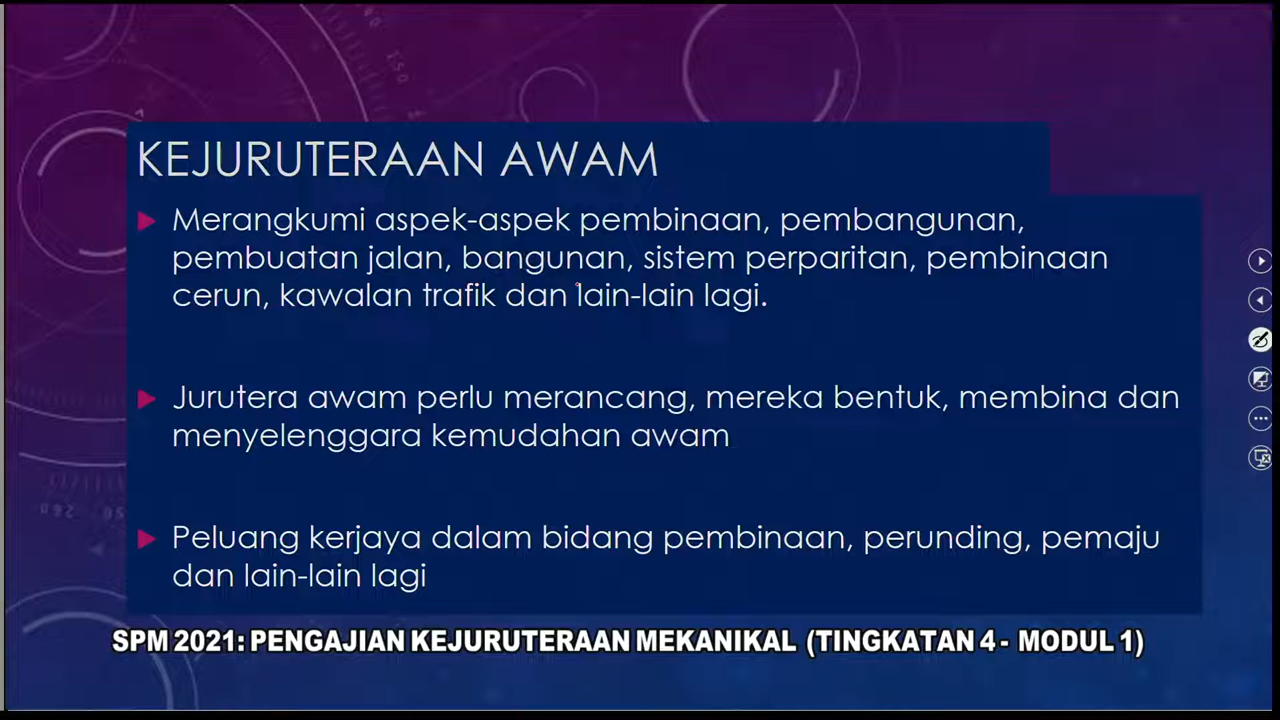 KEJURUTERAAN AWAM
Merangkumi aspek-aspek pembinaan, pembangunan,
pembuatan jalan, bangunan, sistem perparitan, pembinaan
cerun, kawalan trafik dan lain-lain lagi.
Jurutera awam perlu merancang, mereka bentuk, membina dan
menyelenggara kemudahan awam
Peluang kerjaya dalam bidang pembinaan, perunding, pemaju
dan lain-lain lagi
SPM 2021: PENGAJIAN KEJURUTERAAN MEKANIKAL (TINGKATAN 4 - MODUL 1)